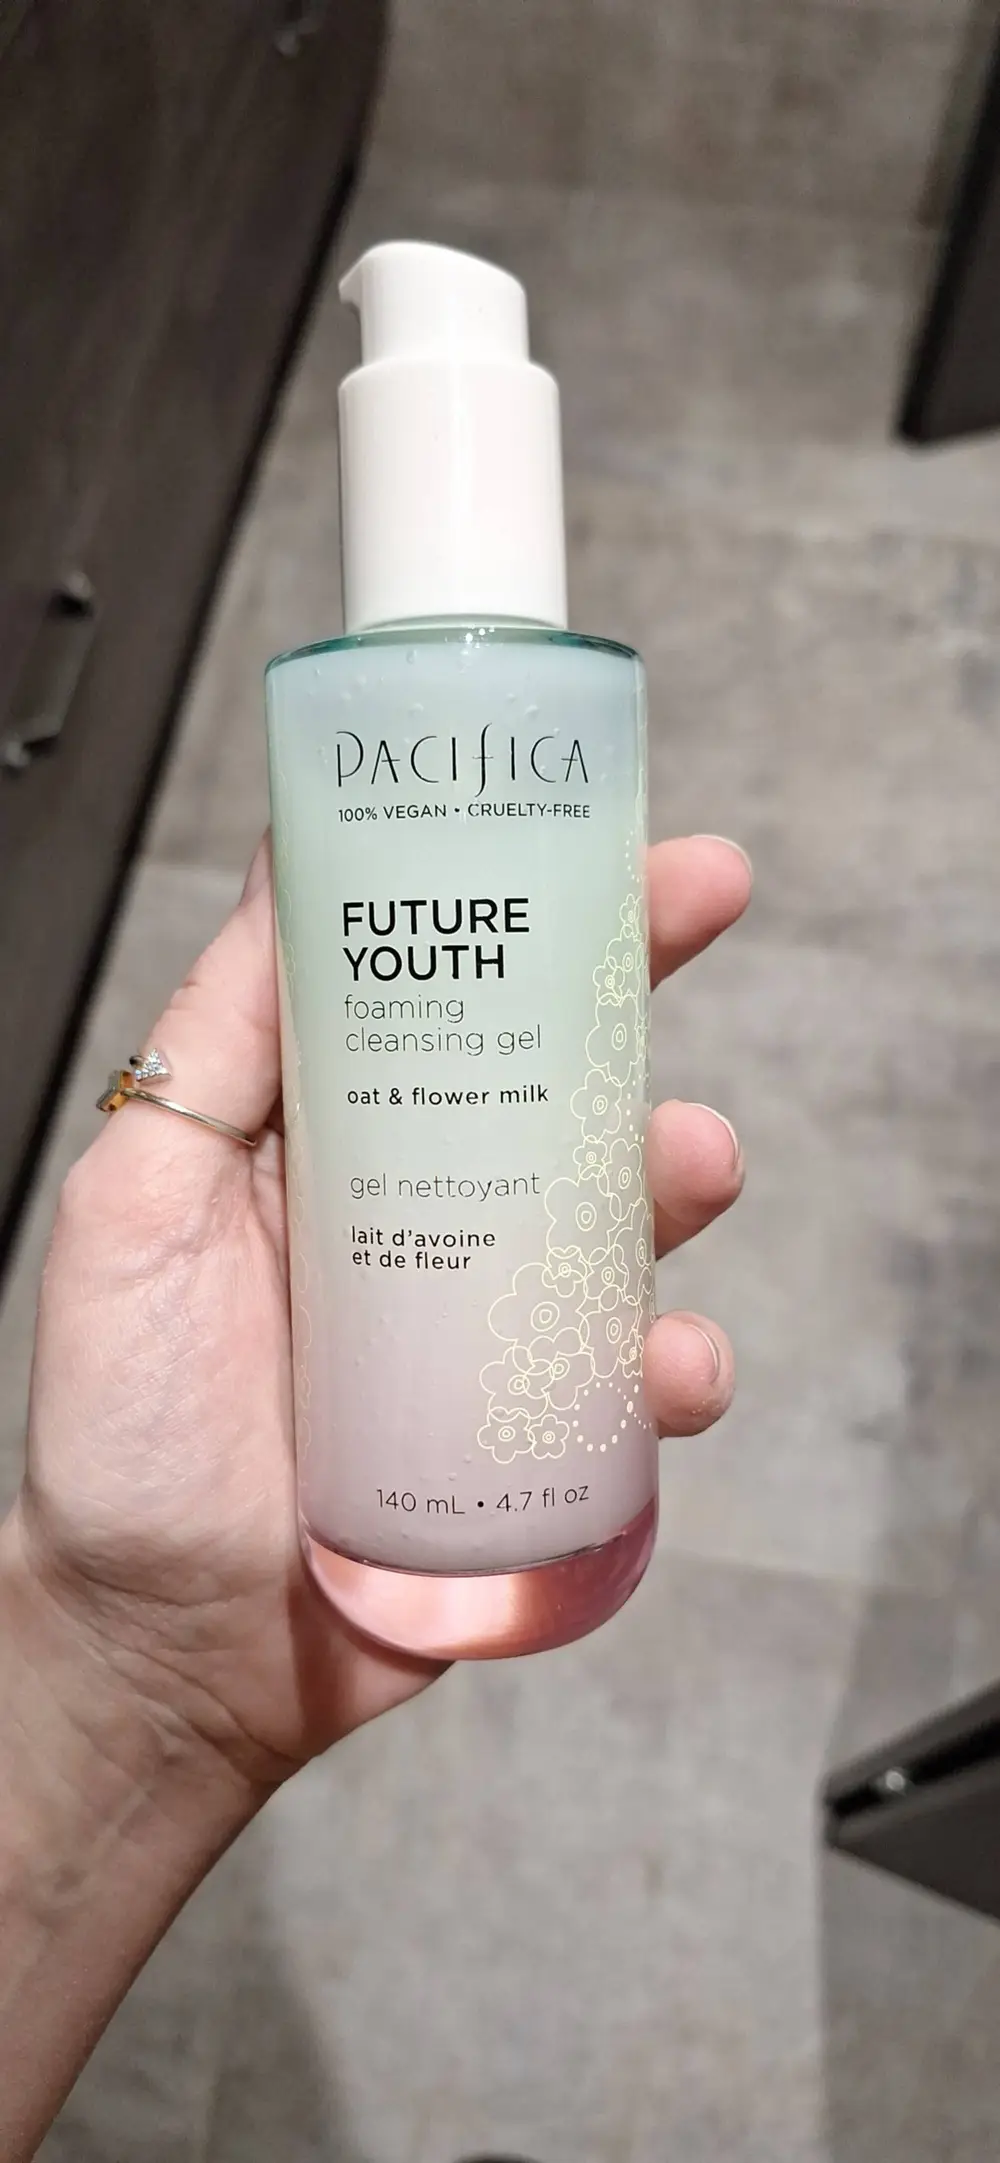 PACIFICA
100% VEGAN • CRUELTY-FREE
FUTURE
YOUTH
foaming
cleansing gel
oat & flower milk
gel nettoyant
lait d'avoine
et de fleur
140 mL • 4.7 fl oz